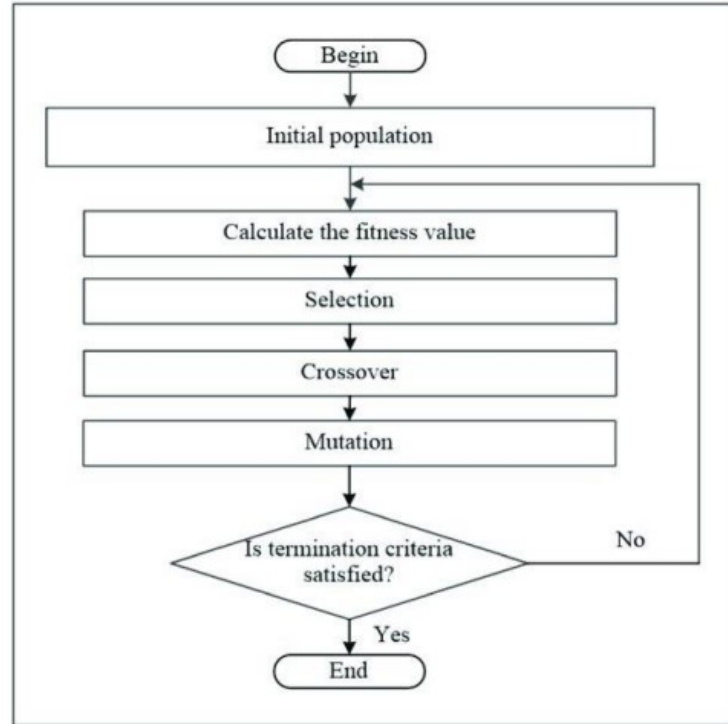 Begin
Initial population
Calculate the fitness value
Selection
Crossover
Mutation
Is termination criteria
satisfied?
No
Yes
End